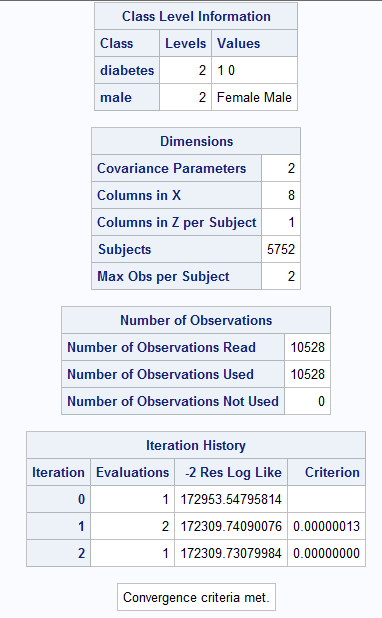 Class Level Information
Class Levels Values
diabetes 2 1 0
male 2 Female Male
Dimensions
Covariance Parameters 2
Columns in X 8
Columns in Z per Subject 1
Subjects 5752
Max Obs per Subject 2
Number of Observations
Number of Observations Read 10528
Number of Observations Used 10528
Number of Observations Not Used 0
Iteration History
Iteration Evaluations -2 Res Log Like Criterion
0 1 172953.54795814
1 2 172309.74090076 0.00000013
2 1 172309.73079984 0.00000000
Convergence criteria met.